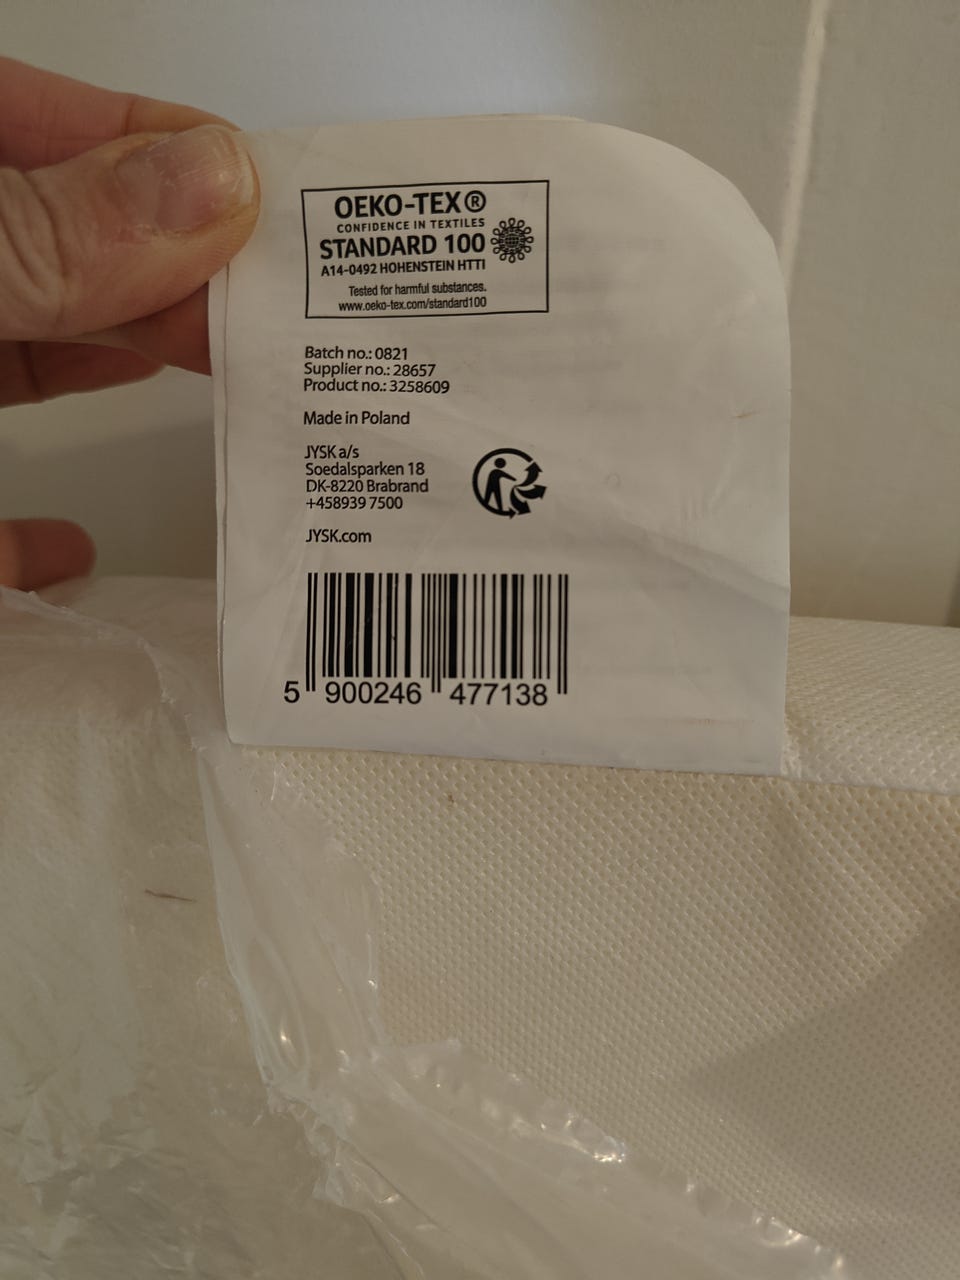 OEKO-TEX®
CONFIDENCE IN TEXTILES
STANDARD 100
A14-0492 HOHENSTEIN HTTI
Tested for harmful substances.
www.oeko-tex.com/standard100
Batch no.: 0821
Supplier no.: 28657
Product no.: 3258609
Made in Poland
JYSK a/s
Soedalsparken 18
DK-8220 Brabrand
+458939 7500
JYSK.com
5 900246 477138